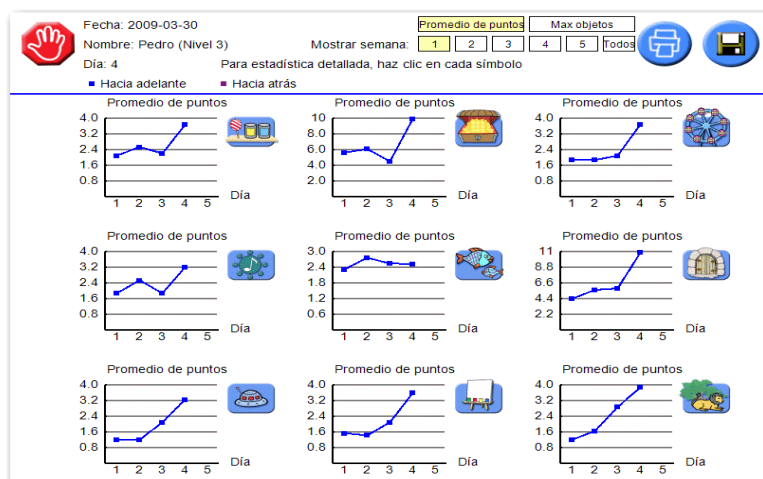 Fecha: 2009-03-30
Promedio de puntos Max objetos
Nombre: Pedro (Nivel 3) Mostrar semana: 1 2 3 4 5 Todos
Día: 4 Para estadística detallada, haz clic en cada símbolo
Hacia adelante Hacia atrás
Promedio de puntos
4.0
3.2
2.4
1.6
0.8
Día
1 2 3 4 5
Promedio de puntos
10
8.0
6.0
4.0
2.0
Día
1 2 3 4 5
Promedio de puntos
4.0
3.2
2.4
1.6
0.8
Día
1 2 3 4 5
Promedio de puntos
4.0
3.2
2.4
1.6
0.8
Día
1 2 3 4 5
Promedio de puntos
3.0
2.4
1.8
1.2
0.6
Día
1 2 3 4 5
Promedio de puntos
11
8.8
6.6
4.4
2.2
Día
1 2 3 4 5
Promedio de puntos
4.0
3.2
2.4
1.6
0.8
Día
1 2 3 4 5
Promedio de puntos
4.0
3.2
2.4
1.6
0.8
Día
1 2 3 4 5
Promedio de puntos
4.0
3.2
2.4
1.6
0.8
Día
1 2 3 4 5